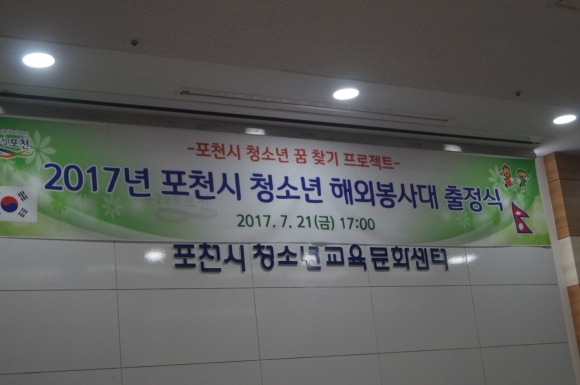 -포천시 청소년 꿈 찾기 프로젝트-
포천
2017년 포천시 청소년 해외봉사대 출정식
2017. 7. 21(금) 17:00
포천시청소년교육문화센터